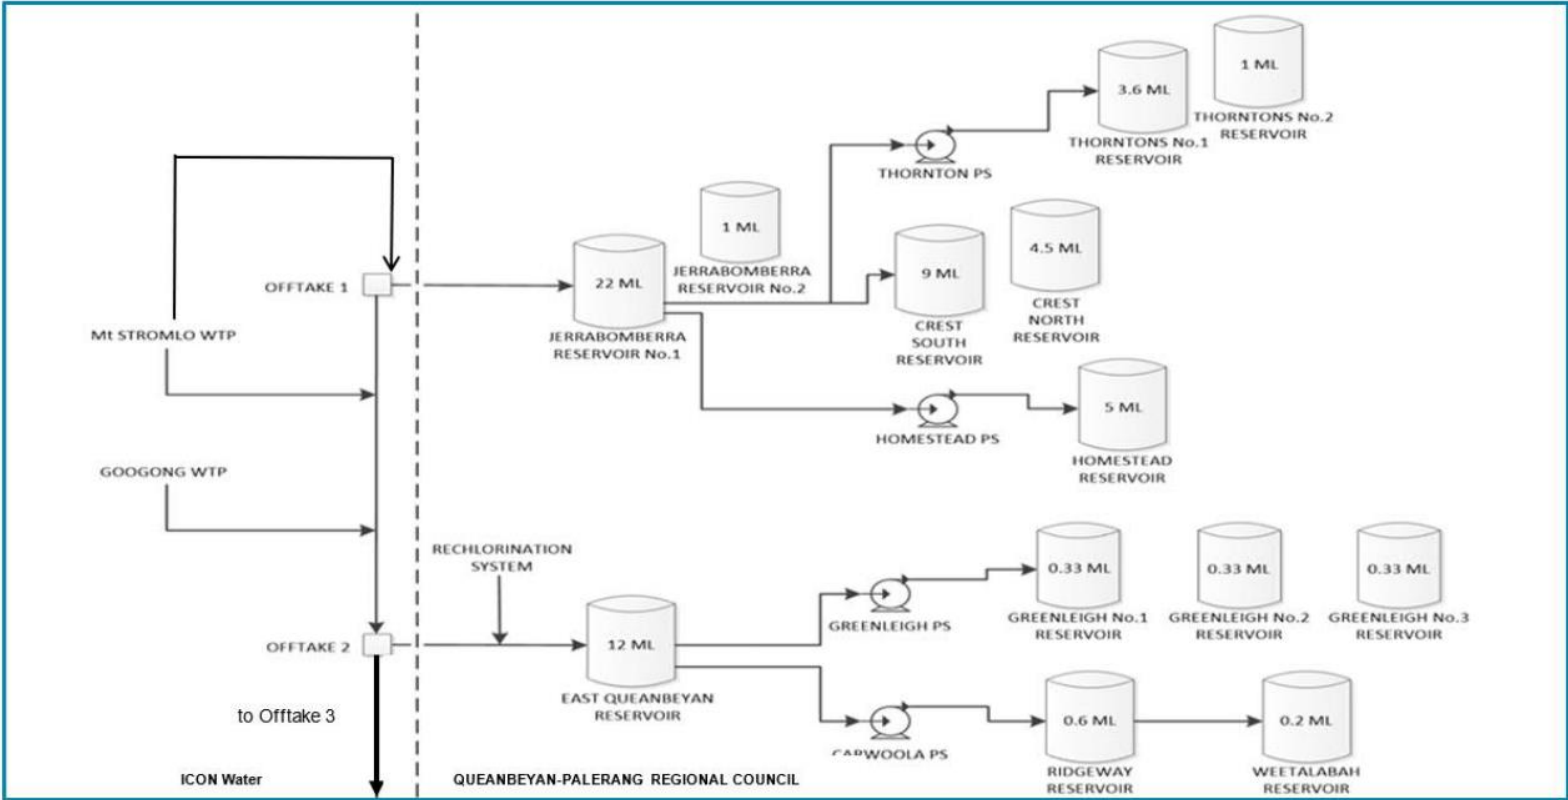 1 ML
3.6 ML
THORNTONS No.2
RESERVOIR
THORNTONS No.1
RESERVOIR
THORNTON PS
1 ML
4.5 ML
9 ML
22 ML
JERRABOMBERRA
RESERVOIR No.2
OFFTAKE 1
CREST
NORTH
RESERVOIR
CREST
SOUTH
RESERVOIR
Mt STROMLO WTP
JERRABOMBERRA
RESERVOIR No.1
5 ML
HOMESTEAD PS
HOMESTEAD
RESERVOIR
GOOGONG WTP
RECHLORINATION
SYSTEM
0.33 ML
0.33 ML
0.33 ML
GREENLEIGH PS
GREENLEIGH No.1
RESERVOIR
GREENLEIGH No.2
RESERVOIR
GREENLEIGH No.3
RESERVOIR
OFFTAKE 2
12 ML
EAST QUEANBEYAN
RESERVOIR
to Offtake 3
0.6 ML
0.2 ML
CARWOOLA PS
RIDGEWAY
RESERVOIR
WEETALABAH
RESERVOIR
ICON Water
QUEANBEYAN-PALERANG REGIONAL COUNCIL